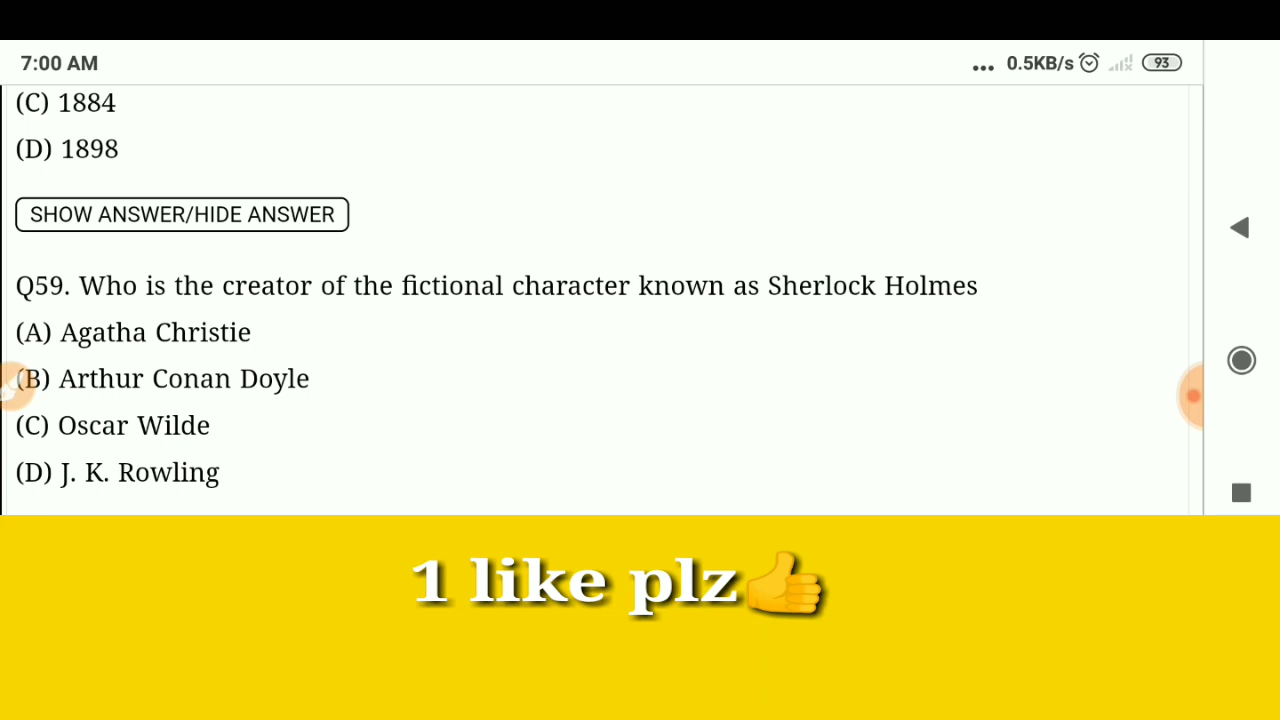 7:00 AM ... 0.5KB/s 93
(C) 1884
(D) 1898
SHOW ANSWER/HIDE ANSWER
Q59. Who is the creator of the fictional character known as Sherlock Holmes
(A) Agatha Christie
(B) Arthur Conan Doyle
(C) Oscar Wilde
(D) J. K. Rowling
1 like plz👍